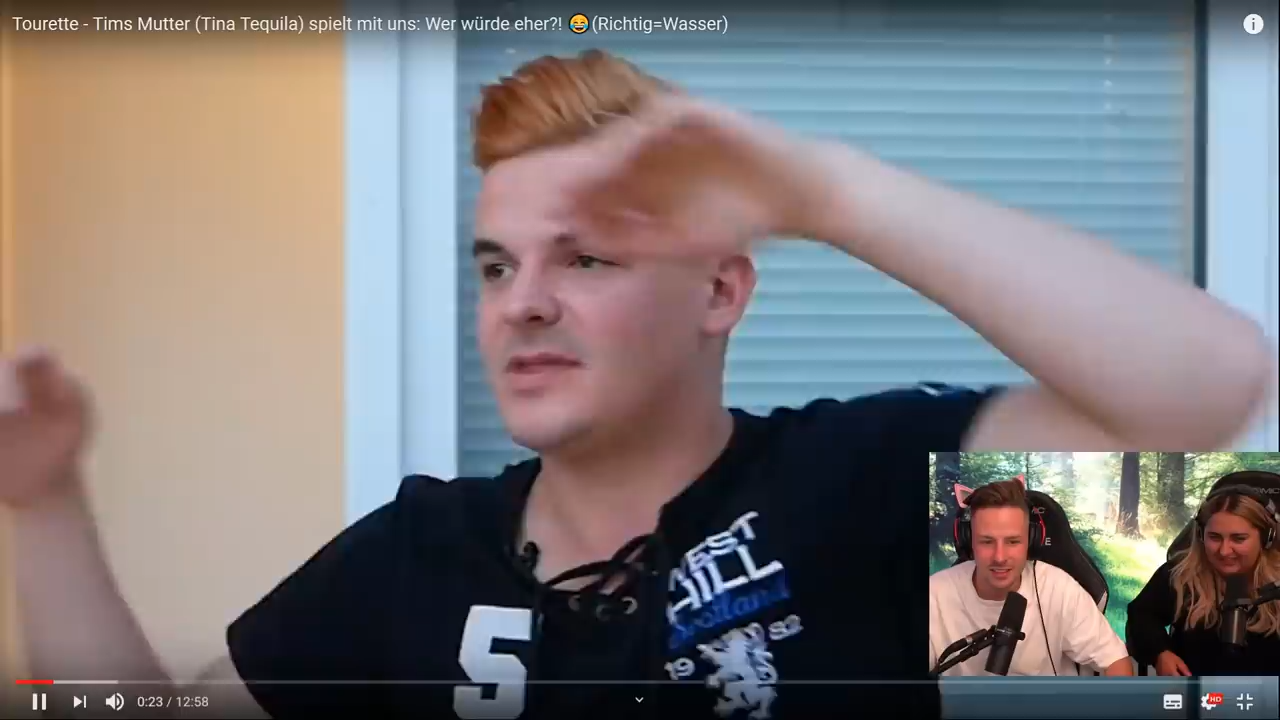 Tourette - Tims Mutter (Tina Tequila) spielt mit uns: Wer würde eher?! 😂(Richtig=Wasser)
WEST
HILL
Scotland
19 82
5
0:23 / 12:58
HD